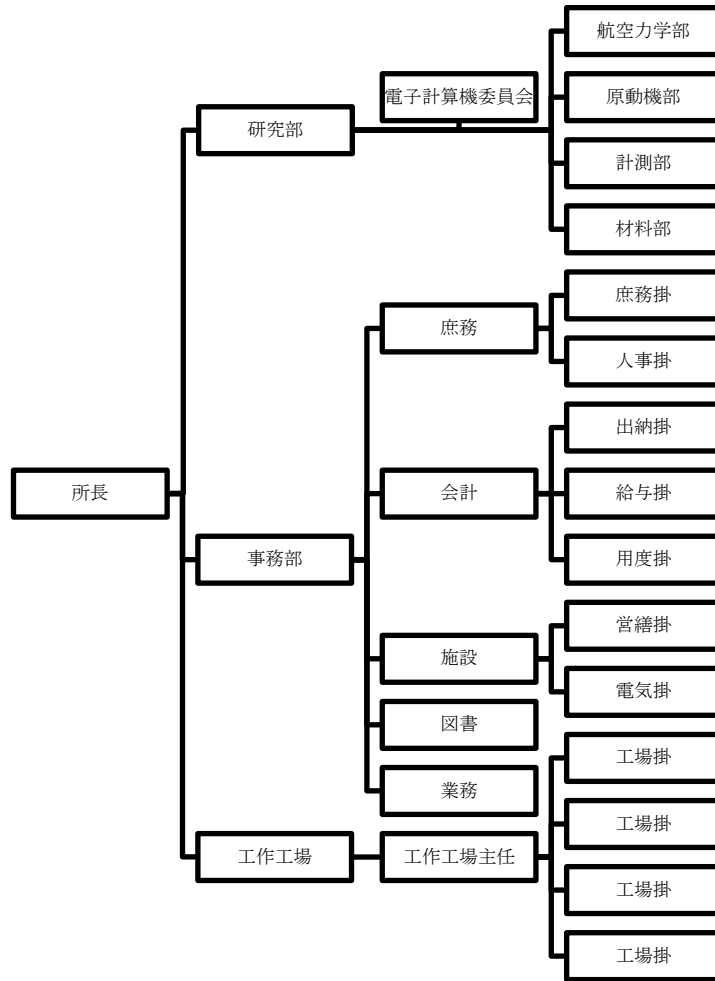 航空力学部
電子計算機委員会
原動機部
研究部
計測部
材料部
庶務掛
庶務
人事掛
出納掛
所長
会計
給与掛
事務部
用度掛
営繕掛
施設
電気掛
図書
工場掛
業務
工場掛
工作工場
工作工場主任
工場掛
工場掛